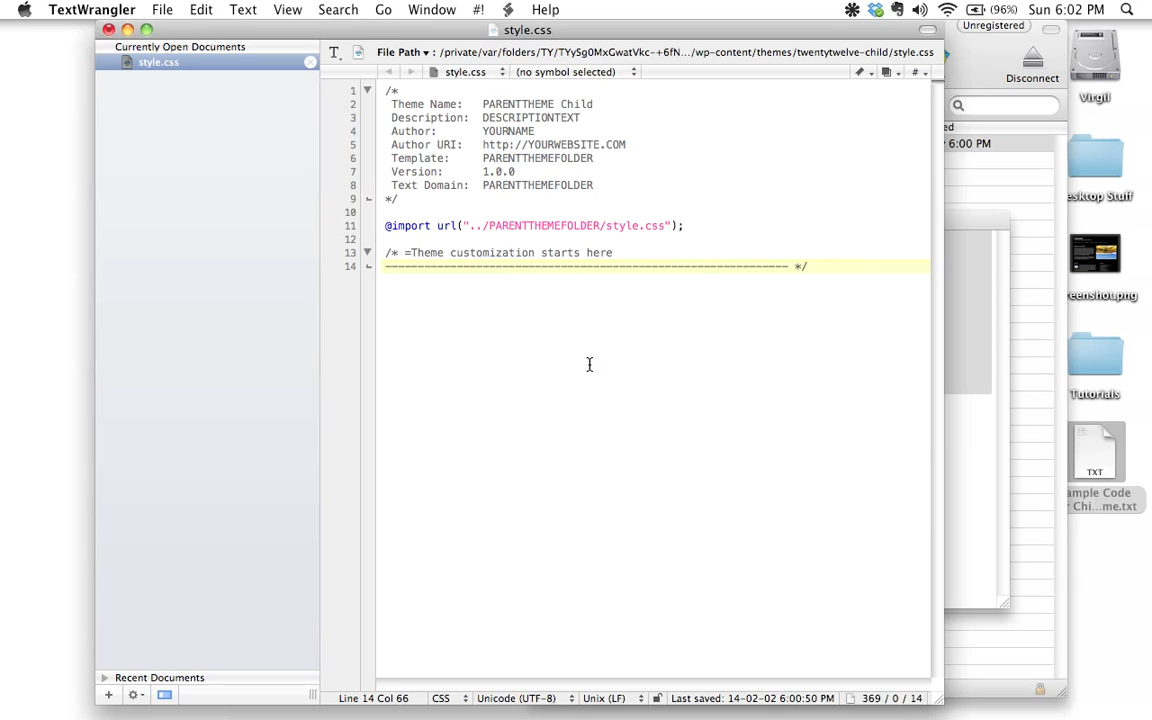 TextWrangler File Edit Text View Search Go Window #! Help (96%) Sun 6:02 PM
style.css
Unregistered
Currently Open Documents
style.css
File Path ▾ : /private/var/folders/TY/TYySg0MxGwatVkc-+6fN.../wp-content/themes/twentytwelve-child/style.css
style.css (no symbol selected)
Disconnect
1 /*
2 Theme Name: PARENTTHEME Child
3 Description: DESCRIPTIONTEXT
4 Author: YOURNAME
5 Author URI: http://YOURWEBSITE.COM
6 Template: PARENTTHEMEFOLDER
7 Version: 1.0.0
8 Text Domain: PARENTTHEMEFOLDER
9 */
10
11 @import url("../PARENTTHEMEFOLDER/style.css");
12
13 /* =Theme customization starts here
14 -------------------------------------------------------------- */
ed
6:00 PM
Virgil
esktop Stuff
eenshot.png
Tutorials
TXT
ample Code
Chi...me.txt
Recent Documents
Line 14 Col 66 CSS Unicode (UTF-8) Unix (LF) Last saved: 14-02-02 6:00:50 PM 369 / 0 / 14